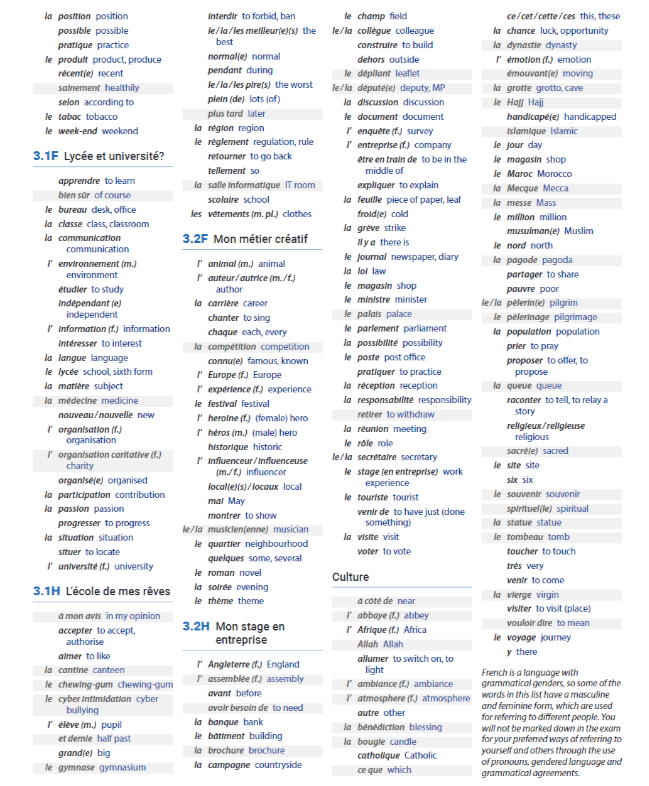 la position position
possible possible
pratique practice
le produit product, produce
récent(e) recent
sainement healthily
selon according to
le tabac tobacco
le week-end weekend
3.1F Lycée et université?
apprendre to learn
bien sûr of course
le bureau desk, office
la classe class, classroom
la communication
communication
l' environnement (m.)
environment
étudier to study
indépendant(e)
independent
l' information (f.) information
intéresser to interest
la langue language
le lycée school, sixth form
la matière subject
la médecine medicine
nouveau/nouvelle new
l' organisation (f.)
organisation
l' organisation caritative (f.)
charity
organisé(e) organised
la participation contribution
la passion passion
progresser to progress
la situation situation
situer to locate
l' université (f.) university
3.1H L'école de mes rêves
à mon avis in my opinion
accepter to accept,
authorise
aimer to like
la cantine canteen
le chewing-gum chewing-gum
le cyber intimidation cyber
bullying
l' élève (m.) pupil
et demie half past
grand(e) big
le gymnase gymnasium
interdir to forbid, ban
le/la/les meilleur(e)(s) the
best
normal(e) normal
pendant during
le/la/les pire(s) the worst
plein (de) lots (of)
plus tard later
la région region
le règlement regulation, rule
retourner to go back
tellement so
la salle informatique IT room
scolaire school
les vêtements (m. pl.) clothes
3.2F Mon métier créatif
l' animal (m.) animal
l' auteur/autrice (m./f.)
author
la carrière career
chanter to sing
chaque each, every
la compétition competition
connu(e) famous, known
l' Europe (f.) Europe
l' expérience (f.) experience
le festival festival
l' heroïne (f.) (female) hero
l' héros (m.) (male) hero
historique historic
l' influenceur/influenceuse
(m./f.) influencer
local(e)(s)/locaux local
mai May
montrer to show
le/la musicien(enne) musician
le quartier neighbourhood
quelques some, several
le roman novel
la soirée evening
le thème theme
3.2H Mon stage en
entreprise
l' Angleterre (f.) England
l' assemblée (f.) assembly
avant before
avoir besoin de to need
la banque bank
le bâtiment building
la brochure brochure
la campagne countryside
le champ field
le/la collègue colleague
construire to build
dehors outside
le dépliant leaflet
le/la député(e) deputy, MP
la discussion discussion
le document document
l' enquête (f.) survey
l' entreprise (f.) company
être en train de to be in the
middle of
expliquer to explain
la feuille piece of paper, leaf
froid(e) cold
la grève strike
il y a there is
le journal newspaper, diary
la loi law
le magasin shop
le ministre minister
le palais palace
le parlement parliament
la possibilité possibility
le poste post office
pratiquer to practice
la réception reception
la responsabilité responsibility
retirer to withdraw
la réunion meeting
le rôle role
le/la secrétaire secretary
le stage (en entreprise) work
experience
le touriste tourist
venir de to have just (done
something)
la visite visit
voter to vote
Culture
à côté de near
l' abbaye (f.) abbey
l' Afrique (f.) Africa
Allah Allah
allumer to switch on, to
light
l' ambiance (f.) ambiance
l' atmosphere (f.) atmosphere
autre other
la bénédiction blessing
la bougie candle
catholique Catholic
ce que which
ce/cet/cette/ces this, these
la chance luck, opportunity
la dynastie dynasty
l' émotion (f.) emotion
émouvant(e) moving
la grotte grotto, cave
le Hajj Hajj
handicapé(e) handicapped
islamique Islamic
le jour day
le magasin shop
le Maroc Morocco
la Mecque Mecca
la messe Mass
le million million
musulman(e) Muslim
le nord north
la pagode pagoda
partager to share
pauvre poor
le/la pèlerin(e) pilgrim
le pèlerinage pilgrimage
la population population
prier to pray
proposer to offer, to
propose
la queue queue
raconter to tell, to relay a
story
religieux/religieuse
religious
sacré(e) sacred
le site site
six six
le souvenir souvenir
spirituel(le) spiritual
la statue statue
le tombeau tomb
toucher to touch
très very
venir to come
la vierge virgin
visiter to visit (place)
vouloir dire to mean
le voyage journey
y there
French is a language with
grammatical genders, so some of the
words in this list have a masculine
and feminine form, which are used
for referring to different people. You
will not be marked down in the exam
for your preferred ways of referring to
yourself and others through the use
of pronouns, gendered language and
grammatical agreements.